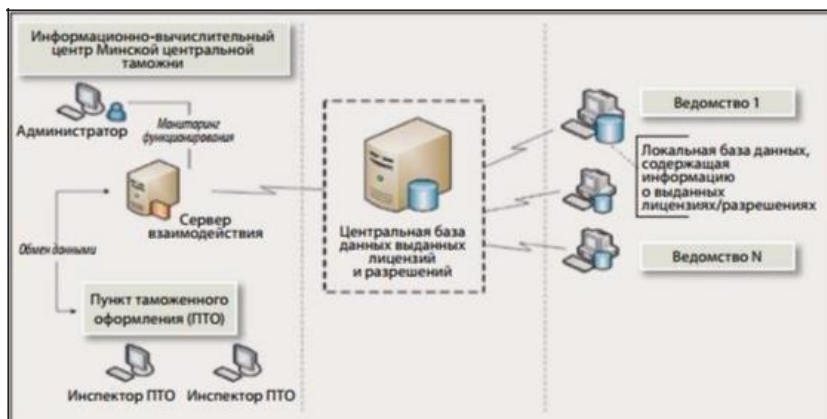 Информационно-вычислительный
центр Минской центральной
таможни
Администратор
Мониторинг
функционирования
Сервер
взаимодействия
Обмен данными
Пункт таможенного
оформления (ПТО)
Инспектор ПТО
Инспектор ПТО
Центральная база
данных выданных
лицензий
и разрешений
Ведомство 1
Локальная база данных,
содержащая
информацию
о выданных
лицензиях/разрешениях
Ведомство N